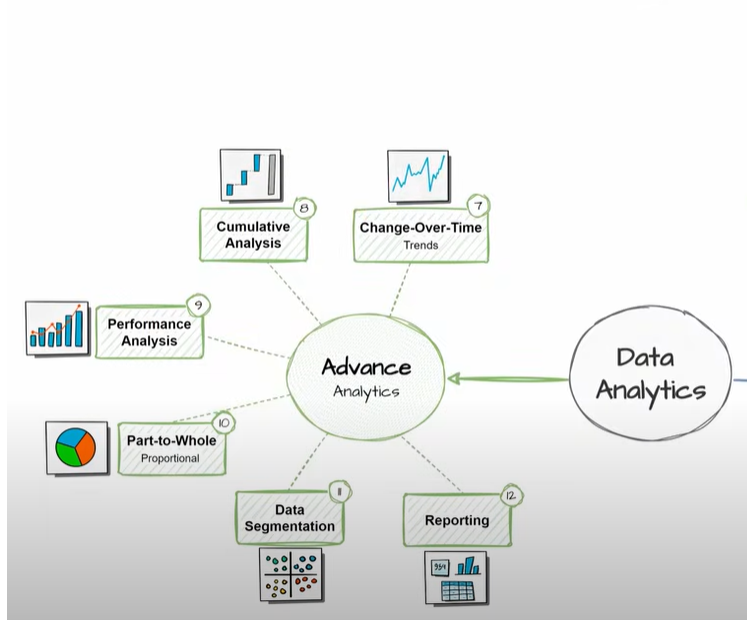 8
Cumulative
Analysis
7
Change-Over-Time
Trends
9
Performance
Analysis
Advance
Analytics
Data
Analytics
10
Part-to-Whole
Proportional
11
Data
Segmentation
12
Reporting